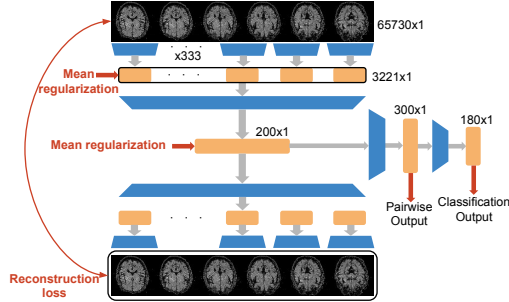 65730x1
. . .
x333
Mean
regularization
. . .
3221x1
300x1
180x1
Mean regularization
200x1
Pairwise
Output
Classification
Output
. . .
Reconstruction
loss